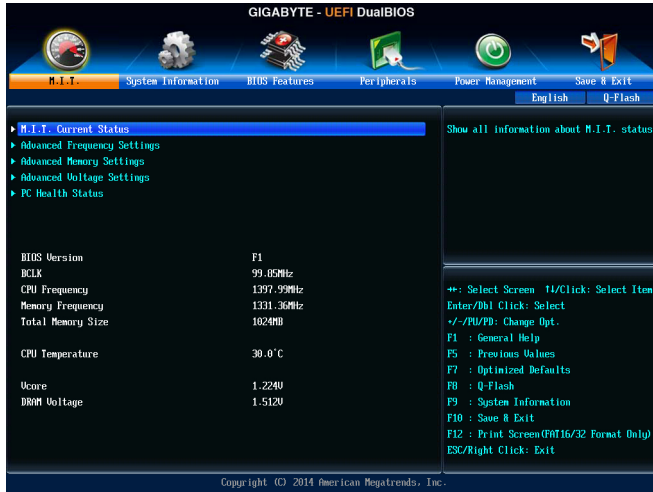 GIGABYTE - UEFI DualBIOS
M.I.T. System Information BIOS Features Peripherals Power Management Save & Exit
English Q-Flash
M.I.T. Current Status
Advanced Frequency Settings
Advanced Memory Settings
Advanced Voltage Settings
PC Health Status
BIOS Version F1
BCLK 99.85MHz
CPU Frequency 1397.99MHz
Memory Frequency 1331.36MHz
Total Memory Size 1024MB
CPU Temperature 30.0°C
Vcore 1.224V
DRAM Voltage 1.512V
Show all information about M.I.T. status
→←: Select Screen ↑↓/Click: Select Item
Enter/Dbl Click: Select
+/-/PU/PD: Change Opt.
F1 : General Help
F5 : Previous Values
F7 : Optimized Defaults
F8 : Q-Flash
F9 : System Information
F10 : Save & Exit
F12 : Print Screen(FAT16/32 Format Only)
ESC/Right Click: Exit
Copyright (C) 2014 American Megatrends, Inc.